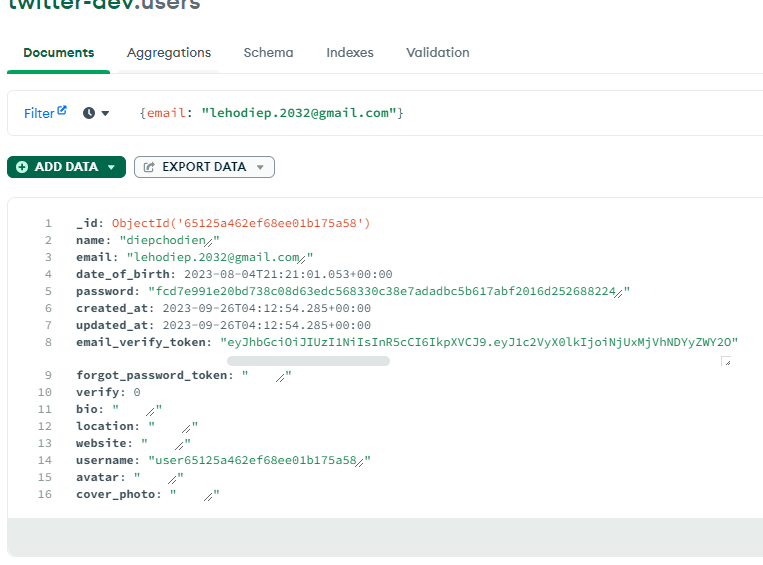 twitter-dev.users
Documents Aggregations Schema Indexes Validation
Filter {email: "lehodiep.2032@gmail.com"}
ADD DATA EXPORT DATA
1 _id: ObjectId('65125a462ef68ee01b175a58')
2 name: "diepchodien"
3 email: "lehodiep.2032@gmail.com"
4 date_of_birth: 2023-08-04T21:21:01.053+00:00
5 password: "fcd7e991e20bd738c08d63edc568330c38e7adadbc5b617abf2016d252688224"
6 created_at: 2023-09-26T04:12:54.285+00:00
7 updated_at: 2023-09-26T04:12:54.285+00:00
8 email_verify_token: "eyJhbGciOiJIUzI1NiIsInR5cCI6IkpXVCJ9.eyJ1c2VyX0lkIjoiNjUxMjVhNDYyZWY2O"
9 forgot_password_token: ""
10 verify: 0
11 bio: ""
12 location: ""
13 website: ""
14 username: "user65125a462ef68ee01b175a58"
15 avatar: ""
16 cover_photo: ""